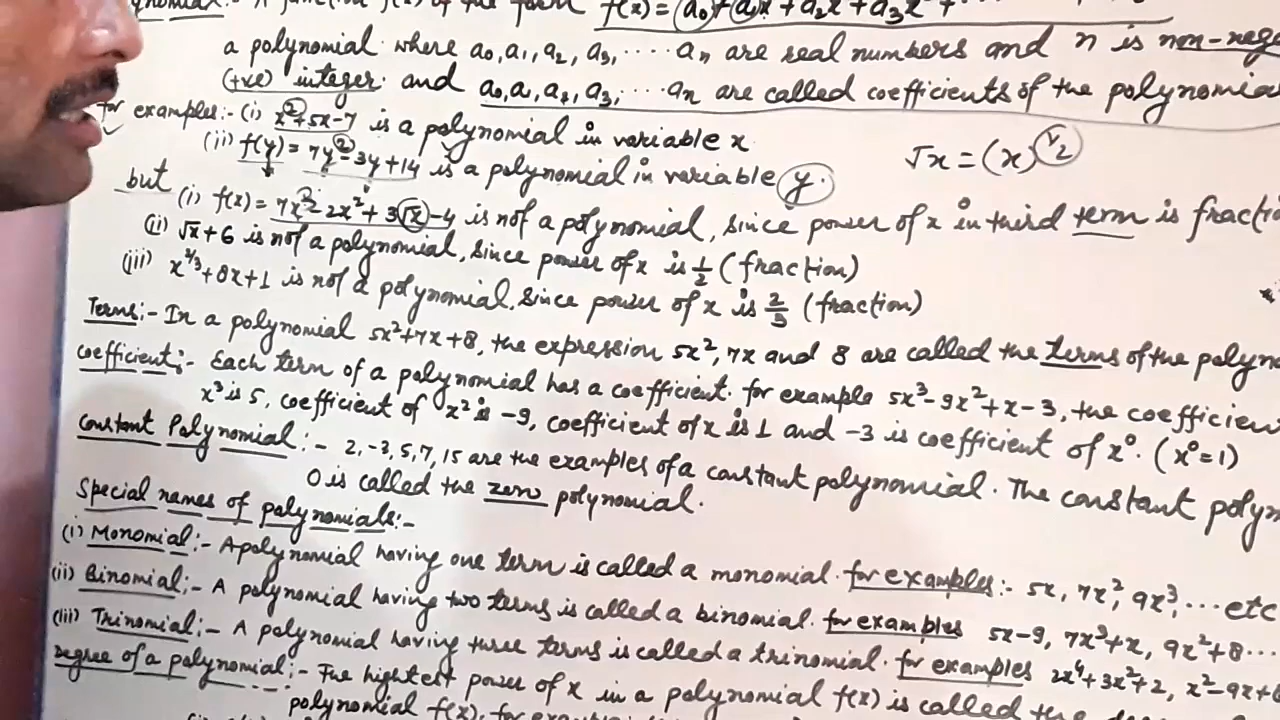 f(x) = a₀ + a₁x + a₂x + a₃x
a polynomial where a₀, a₁, a₂, a₃, ..... aₙ are real numbers and n is non-nega
(+ve) integer and a₀, a₁, a₂, a₃, ..... aₙ are called coefficients of the polynomia
for examples:- (i) x²+5x-7 is a polynomial in variable x
(ii) f(y) = 7y²-3y+14 is a polynomial in variable y.
√x = (x)^1/2
but (i) f(x) = 7x³-2x²+3√x-4 is not a polynomial, since power of x in third term is fractio
(ii) √x+6 is not a polynomial, since power of x is 1/2 (fraction)
(iii) x^2/3+8x+1 is not a polynomial, since power of x is 2/3 (fraction)
Terms:- In a polynomial 5x²+7x+8, the expression 5x², 7x and 8 are called the terms of the polyno
coefficient:- Each term of a polynomial has a coefficient. for example 5x³-9x²+x-3, the coefficien
x³ is 5, coefficient of x² is -9, coefficient of x is 1 and -3 is coefficient of x⁰. (x⁰=1)
Constant Polynomial:- 2, -3, 5, 7, 15 are the examples of a constant polynomial. The constant polyn
0 is called the zero polynomial.
Special names of polynomials:-
(i) Monomial:- A polynomial having one term is called a monomial. for examples:- 5x, 7x², 9x³, ... etc
(ii) Binomial:- A polynomial having two terms is called a binomial. for examples 5x-9, 7x³+x, 9x²+8...
(iii) Trinomial:- A polynomial having three terms is called a trinomial. for examples 2x⁴+3x²+2, x²-9x+
Degree of a polynomial:- The highest power of x in a polynomial f(x) is called the
polynomial f(x).